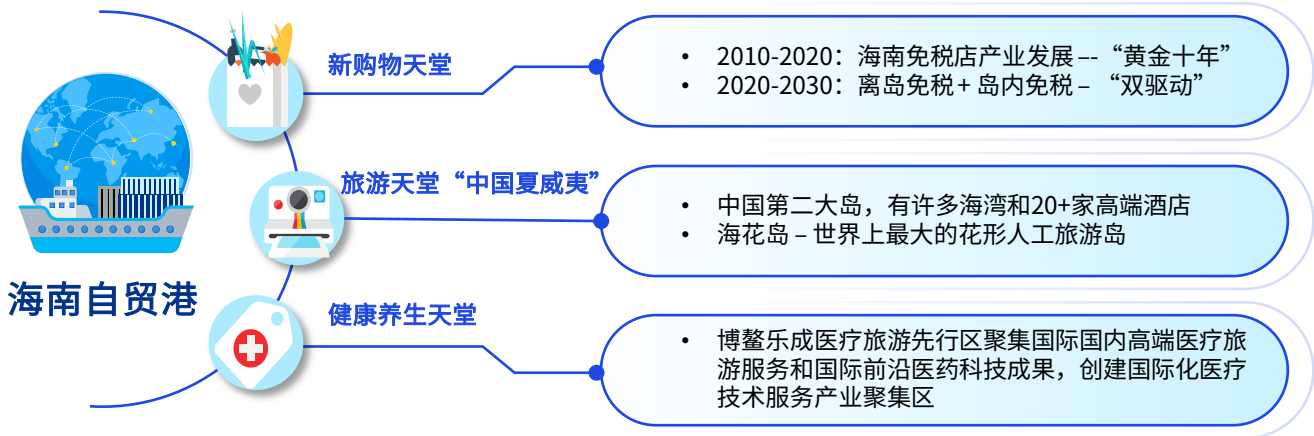 海南自贸港
新购物天堂
• 2010-2020：海南免税店产业发展 –-“黄金十年”
• 2020-2030：离岛免税 + 岛内免税 – “双驱动”
旅游天堂“中国夏威夷”
• 中国第二大岛，有许多海湾和20+家高端酒店
• 海花岛 – 世界上最大的花形人工旅游岛
健康养生天堂
• 博鳌乐成医疗旅游先行区聚集国际国内高端医疗旅
游服务和国际前沿医药科技成果，创建国际化医疗
技术服务产业聚集区